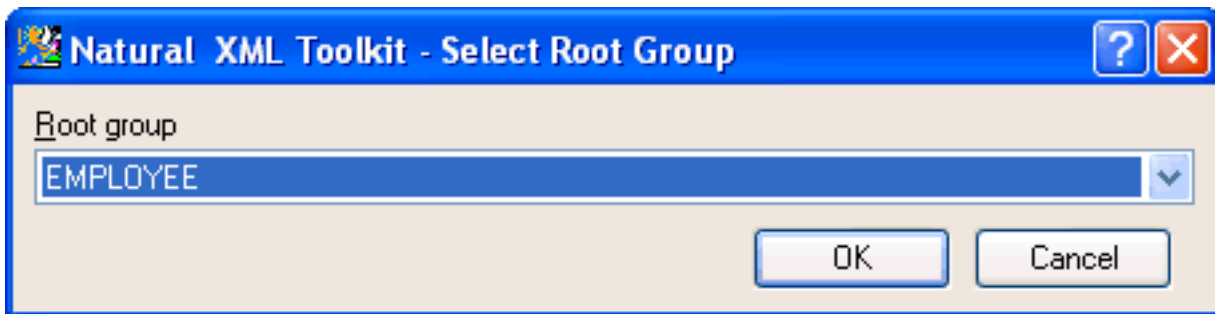 Natural XML Toolkit - Select Root Group
Root group
EMPLOYEE
OK Cancel